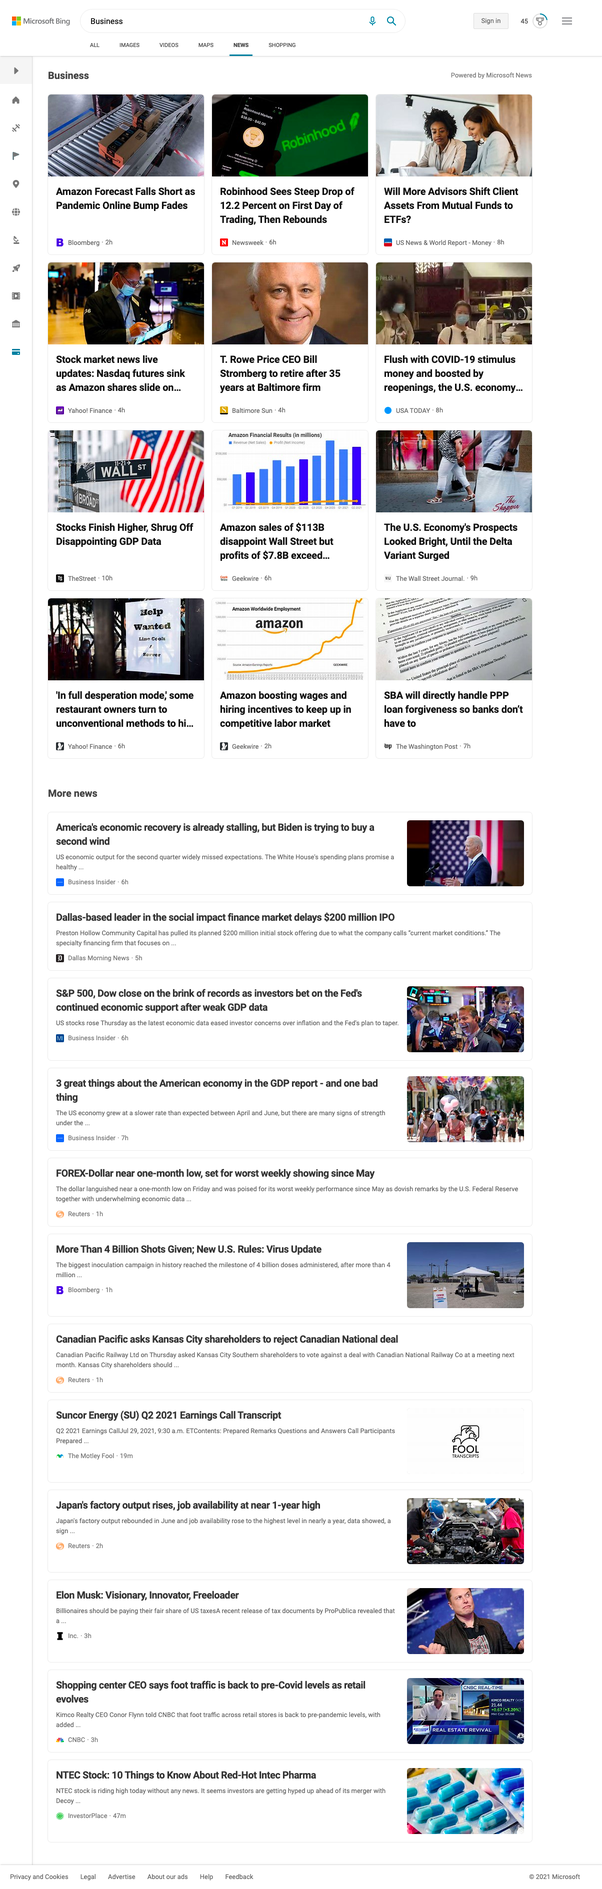 Microsoft Bing
Business
Sign in
45
ALL IMAGES VIDEOS MAPS NEWS SHOPPING
Business
Powered by Microsoft News
Robinhood
Amazon Forecast Falls Short as
Pandemic Online Bump Fades
Bloomberg · 2h
Robinhood Sees Steep Drop of
12.2 Percent on First Day of
Trading, Then Rebounds
Newsweek · 6h
Will More Advisors Shift Client
Assets From Mutual Funds to
ETFs?
US News & World Report - Money · 8h
Stock market news live
updates: Nasdaq futures sink
as Amazon shares slide on...
Yahoo! Finance · 4h
T. Rowe Price CEO Bill
Stromberg to retire after 35
years at Baltimore firm
Baltimore Sun · 4h
Flush with COVID-19 stimulus
money and boosted by
reopenings, the U.S. economy...
USA TODAY · 8h
WALL ST
BROAD
Stocks Finish Higher, Shrug Off
Disappointing GDP Data
TheStreet · 10h
Amazon Financial Results (in millions)
Amazon sales of $113B
disappoint Wall Street but
profits of $7.8B exceed...
Geekwire · 6h
The U.S. Economy's Prospects
Looked Bright, Until the Delta
Variant Surged
The Wall Street Journal. · 9h
Help
Wanted
Line Cook
Server
'In full desperation mode,' some
restaurant owners turn to
unconventional methods to hi...
Yahoo! Finance · 6h
Amazon Worldwide Employment
amazon
Amazon boosting wages and
hiring incentives to keep up in
competitive labor market
Geekwire · 2h
SBA will directly handle PPP
loan forgiveness so banks don't
have to
The Washington Post · 7h
More news
America's economic recovery is already stalling, but Biden is trying to buy a
second wind
US economic output for the second quarter widely missed expectations. The White House's spending plans promise a
healthy ...
Business Insider · 6h
Dallas-based leader in the social impact finance market delays $200 million IPO
Preston Hollow Community Capital has pulled its planned $200 million initial stock offering due to what the company calls "current market conditions." The
specialty financing firm that focuses on ...
Dallas Morning News · 5h
S&P 500, Dow close on the brink of records as investors bet on the Fed's
continued economic support after weak GDP data
US stocks rose Thursday as the latest economic data eased investor concerns over inflation and the Fed's plan to taper.
Business Insider · 6h
3 great things about the American economy in the GDP report - and one bad
thing
The US economy grew at a slower rate than expected between April and June, but there are many signs of strength
under the ...
Business Insider · 7h
FOREX-Dollar near one-month low, set for worst weekly showing since May
The dollar languished near a one-month low on Friday and was poised for its worst weekly performance since May as dovish remarks by the U.S. Federal Reserve
together with underwhelming economic data ...
Reuters · 1h
More Than 4 Billion Shots Given; New U.S. Rules: Virus Update
The biggest inoculation campaign in history reached the milestone of 4 billion doses administered, after more than 4
million ...
Bloomberg · 1h
Canadian Pacific asks Kansas City shareholders to reject Canadian National deal
Canadian Pacific Railway Ltd on Thursday asked Kansas City Southern shareholders to vote against a deal with Canadian National Railway Co at a meeting next
month. Kansas City shareholders should ...
Reuters · 1h
Suncor Energy (SU) Q2 2021 Earnings Call Transcript
Q2 2021 Earnings CallJul 29, 2021, 9:30 a.m. ETContents: Prepared Remarks Questions and Answers Call Participants
Prepared ...
The Motley Fool · 19m
FOOL
TRANSCRIPTS
Japan's factory output rises, job availability at near 1-year high
Japan's factory output rebounded in June and job availability rose to the highest level in nearly a year, data showed, a
sign ...
Reuters · 2h
Elon Musk: Visionary, Innovator, Freeloader
Billionaires should be paying their fair share of US taxesA recent release of tax documents by ProPublica revealed that
a ...
Inc. · 3h
Shopping center CEO says foot traffic is back to pre-Covid levels as retail
evolves
Kimco Realty CEO Conor Flynn told CNBC that foot traffic across retail stores is back to pre-pandemic levels, with
added ...
CNBC · 3h
CNBC REAL-TIME
KIMCO REALTY
21.44
REAL ESTATE REVIVAL
NTEC Stock: 10 Things to Know About Red-Hot Intec Pharma
NTEC stock is riding high today without any news. It seems investors are getting hyped up ahead of its merger with
Decoy ...
InvestorPlace · 47m
Privacy and Cookies Legal Advertise About our ads Help Feedback
© 2021 Microsoft